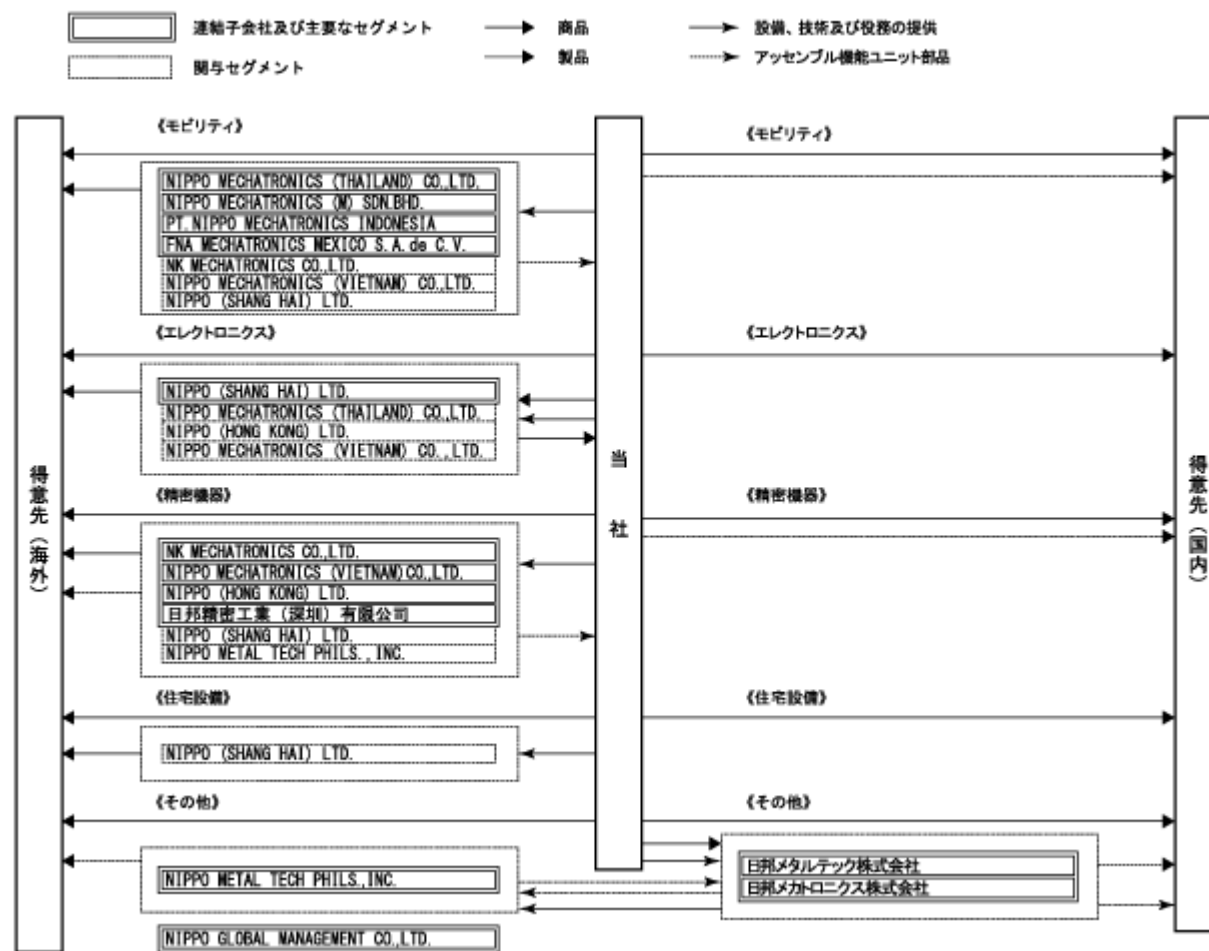 連結子会社及び主要なセグメント
商品
設備、技術及び役務の提供
関与セグメント
製品
アッセンブル機能ユニット部品
得意先(海外)
当社
得意先(国内)
《モビリティ》
《モビリティ》
NIPPO MECHATRONICS (THAILAND) CO.,LTD.
NIPPO MECHATRONICS (M) SDN.BHD.
PT.NIPPO MECHATRONICS INDONESIA
FNA MECHATRONICS MEXICO S.A.de C.V.
NK MECHATRONICS CO.,LTD.
NIPPO MECHATRONICS (VIETNAM) CO.,LTD.
NIPPO (SHANG HAI) LTD.
《エレクトロニクス》
《エレクトロニクス》
NIPPO (SHANG HAI) LTD.
NIPPO MECHATRONICS (THAILAND) CO.,LTD.
NIPPO (HONG KONG) LTD.
NIPPO MECHATRONICS (VIETNAM) CO.,LTD.
《精密機器》
《精密機器》
NK MECHATRONICS CO.,LTD.
NIPPO MECHATRONICS (VIETNAM)CO.,LTD.
NIPPO (HONG KONG) LTD.
日邦精密工業(深圳)有限公司
NIPPO (SHANG HAI) LTD.
NIPPO METAL TECH PHILS.,INC.
《住宅設備》
《住宅設備》
NIPPO (SHANG HAI) LTD.
《その他》
《その他》
NIPPO METAL TECH PHILS.,INC.
日邦メタルテック株式会社
日邦メカトロニクス株式会社
NIPPO GLOBAL MANAGEMENT CO.,LTD.